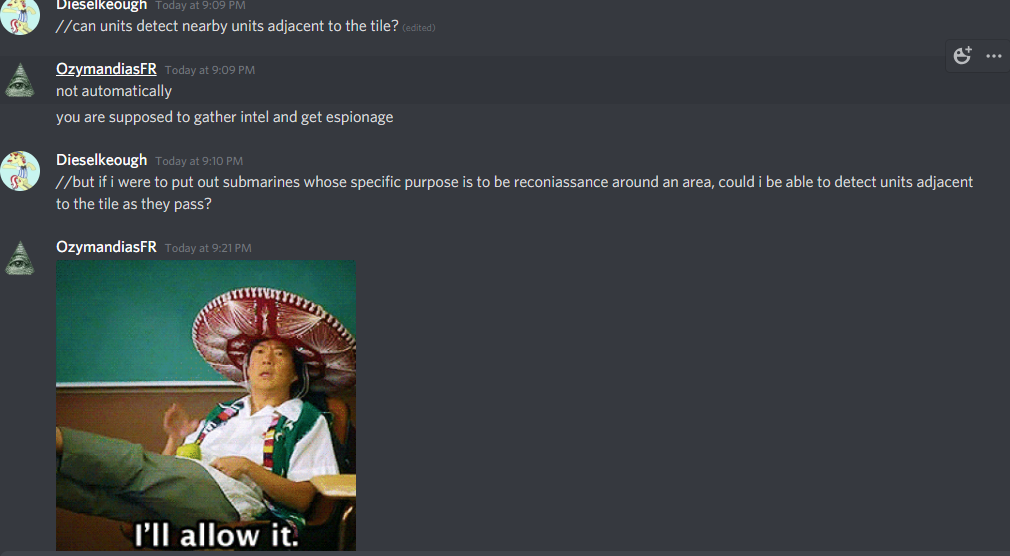 Dieselkeough Today at 9:09 PM
//can units detect nearby units adjacent to the tile? (edited)
OzymandiasFR Today at 9:09 PM
not automatically
you are supposed to gather intel and get espionage
Dieselkeough Today at 9:10 PM
//but if i were to put out submarines whose specific purpose is to be reconiassance around an area, could i be able to detect units adjacent
to the tile as they pass?
OzymandiasFR Today at 9:21 PM
I'll allow it.